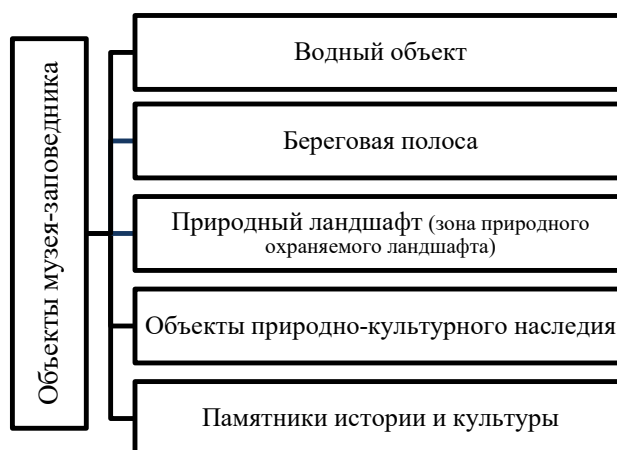 Объекты музея-заповедника
Водный объект
Береговая полоса
Природный ландшафт (зона природного
охраняемого ландшафта)
Объекты природно-культурного наследия
Памятники истории и культуры